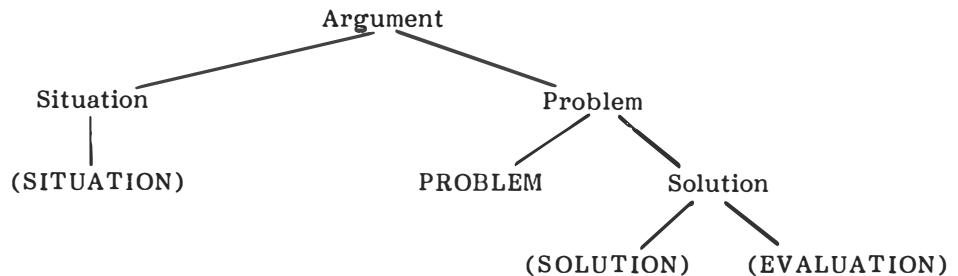 Argument
Situation Problem
(SITUATION) PROBLEM Solution
(SOLUTION) (EVALUATION)